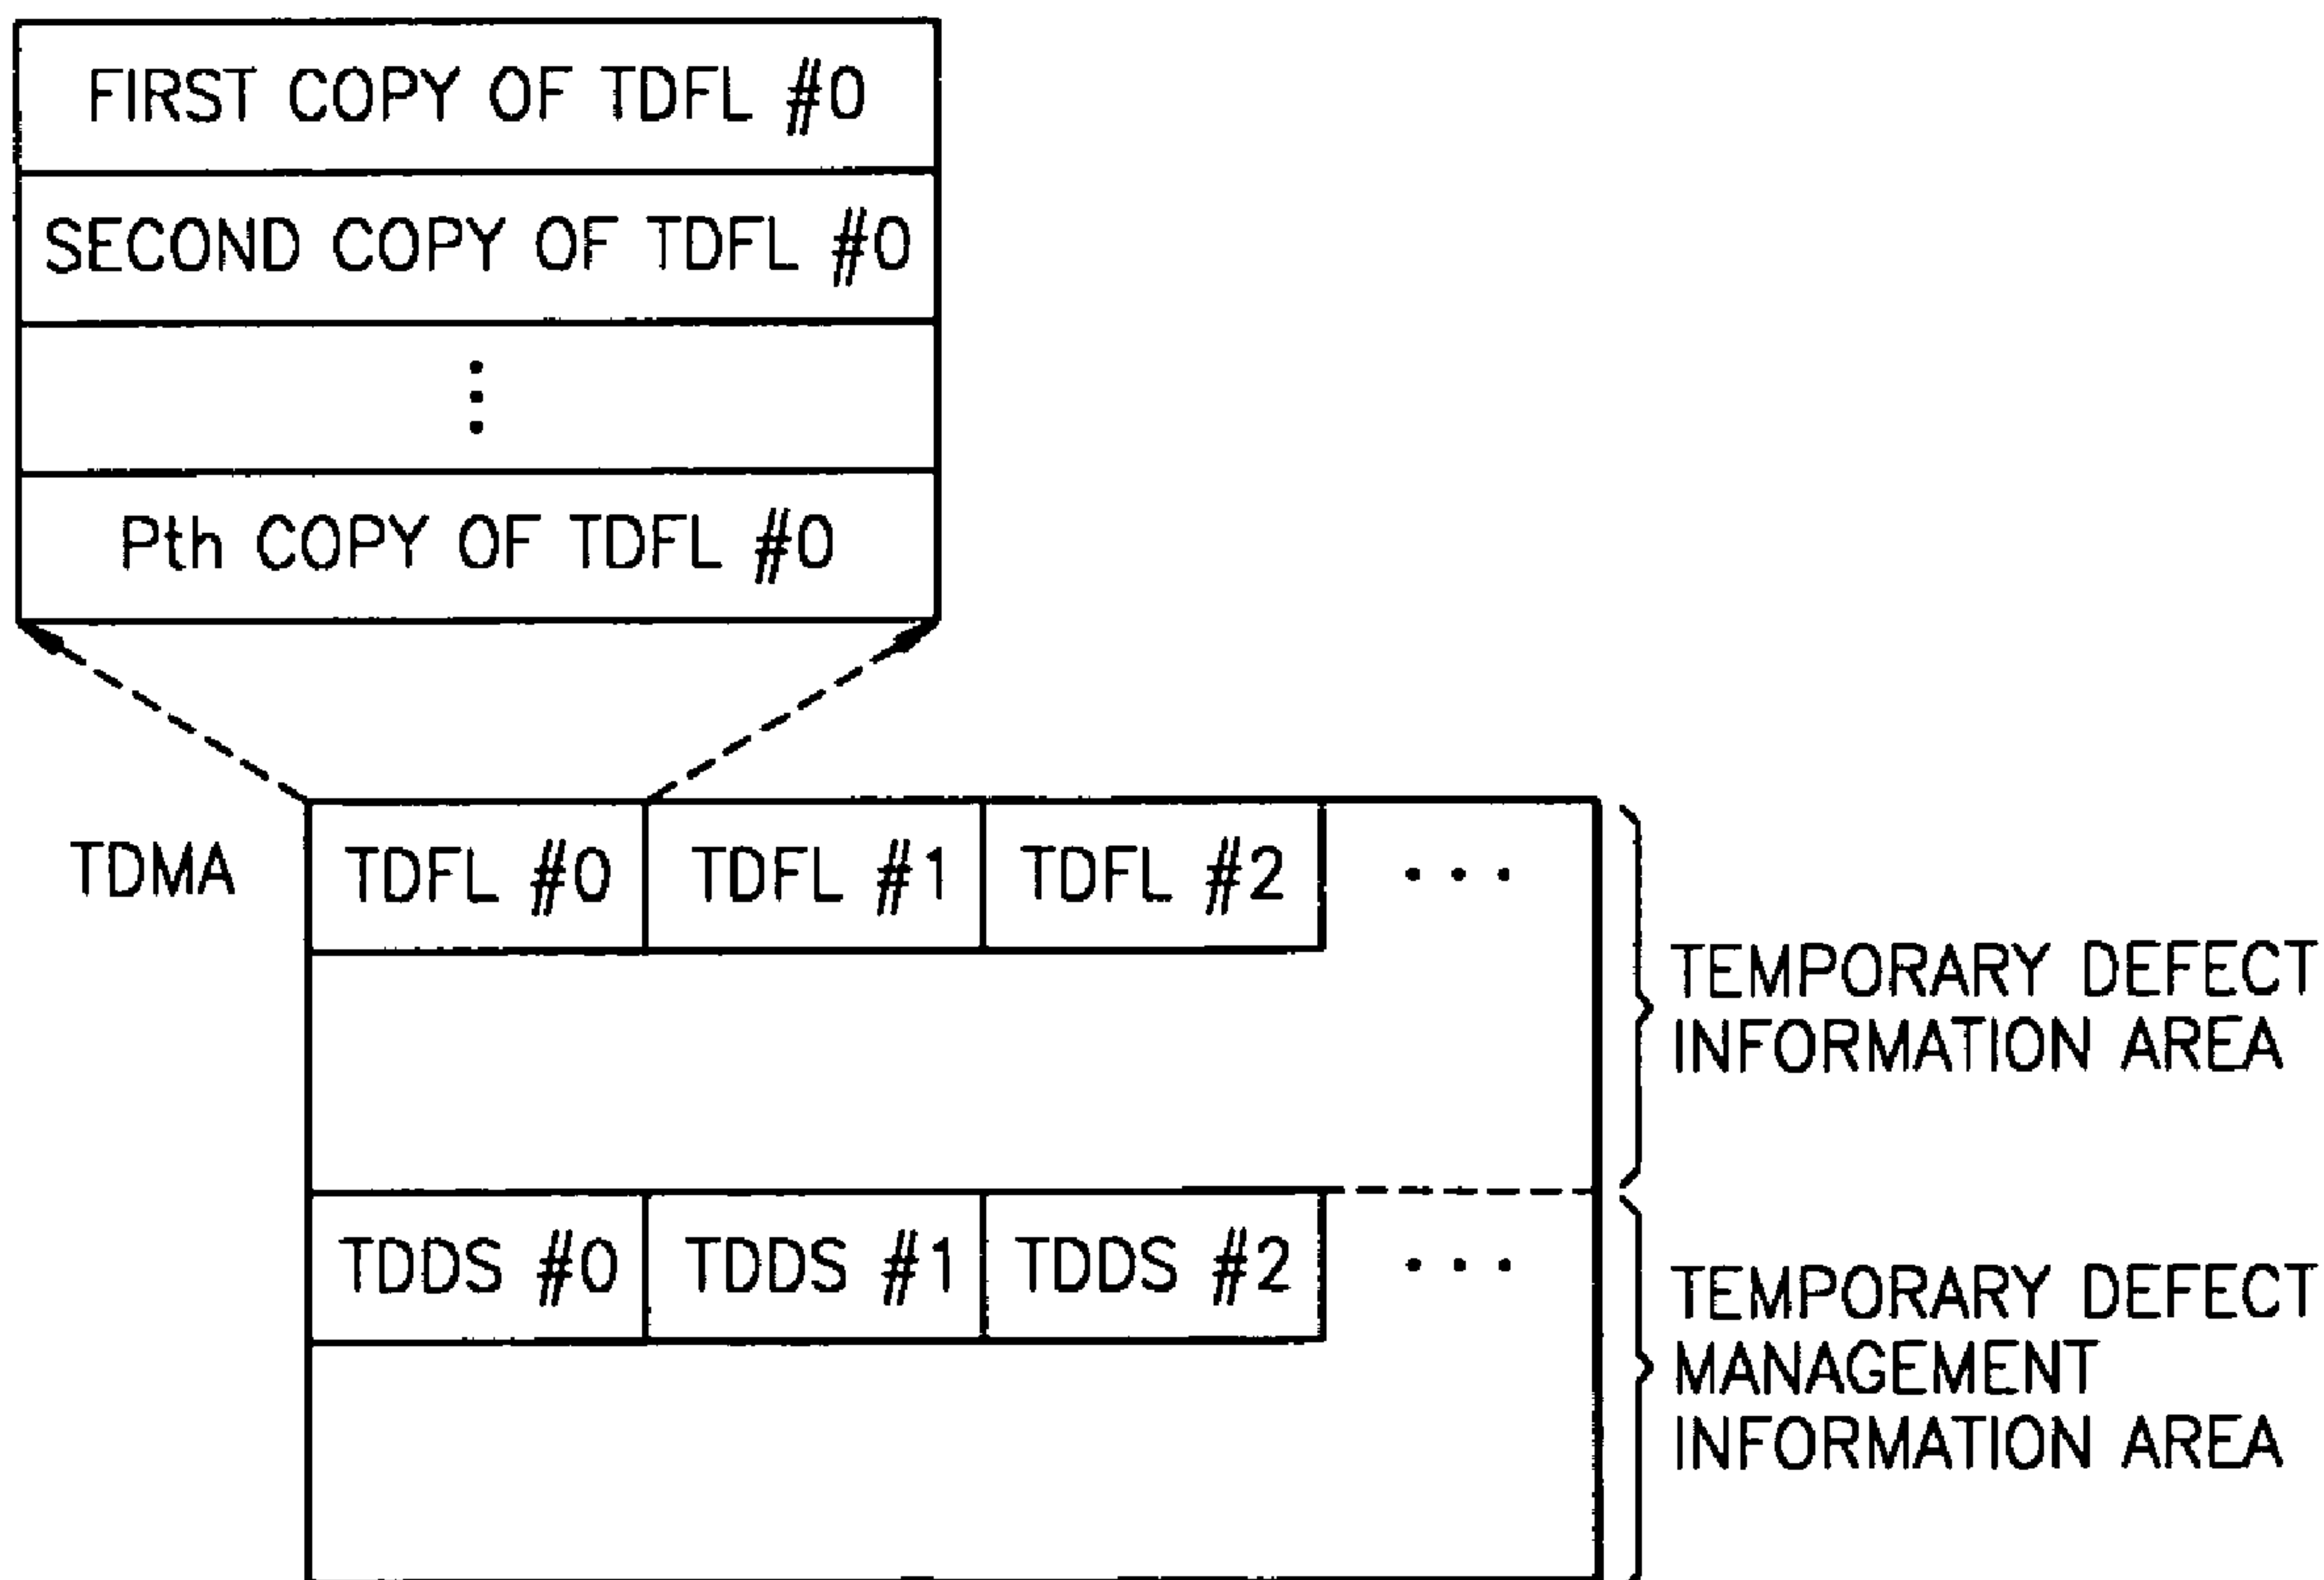 FIRST COPY OF TDFL #0
SECOND COPY OF TDFL #0
⋮
Pth COPY OF TDFL #0
TDMA
TDFL #0 TDFL #1 TDFL #2 ...
TEMPORARY DEFECT
INFORMATION AREA
TDDS #0 TDDS #1 TDDS #2 ...
TEMPORARY DEFECT
MANAGEMENT
INFORMATION AREA